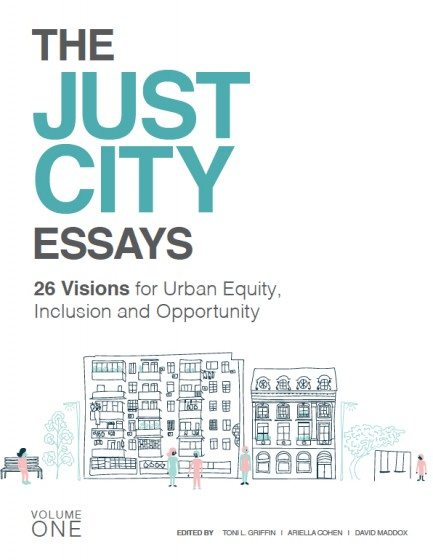 THE
JUST
CITY
ESSAYS
26 Visions for Urban Equity,
Inclusion and Opportunity
VOLUME
ONE
EDITED BY TONI L. GRIFFIN I ARIELLA COHEN I DAVID MADDOX